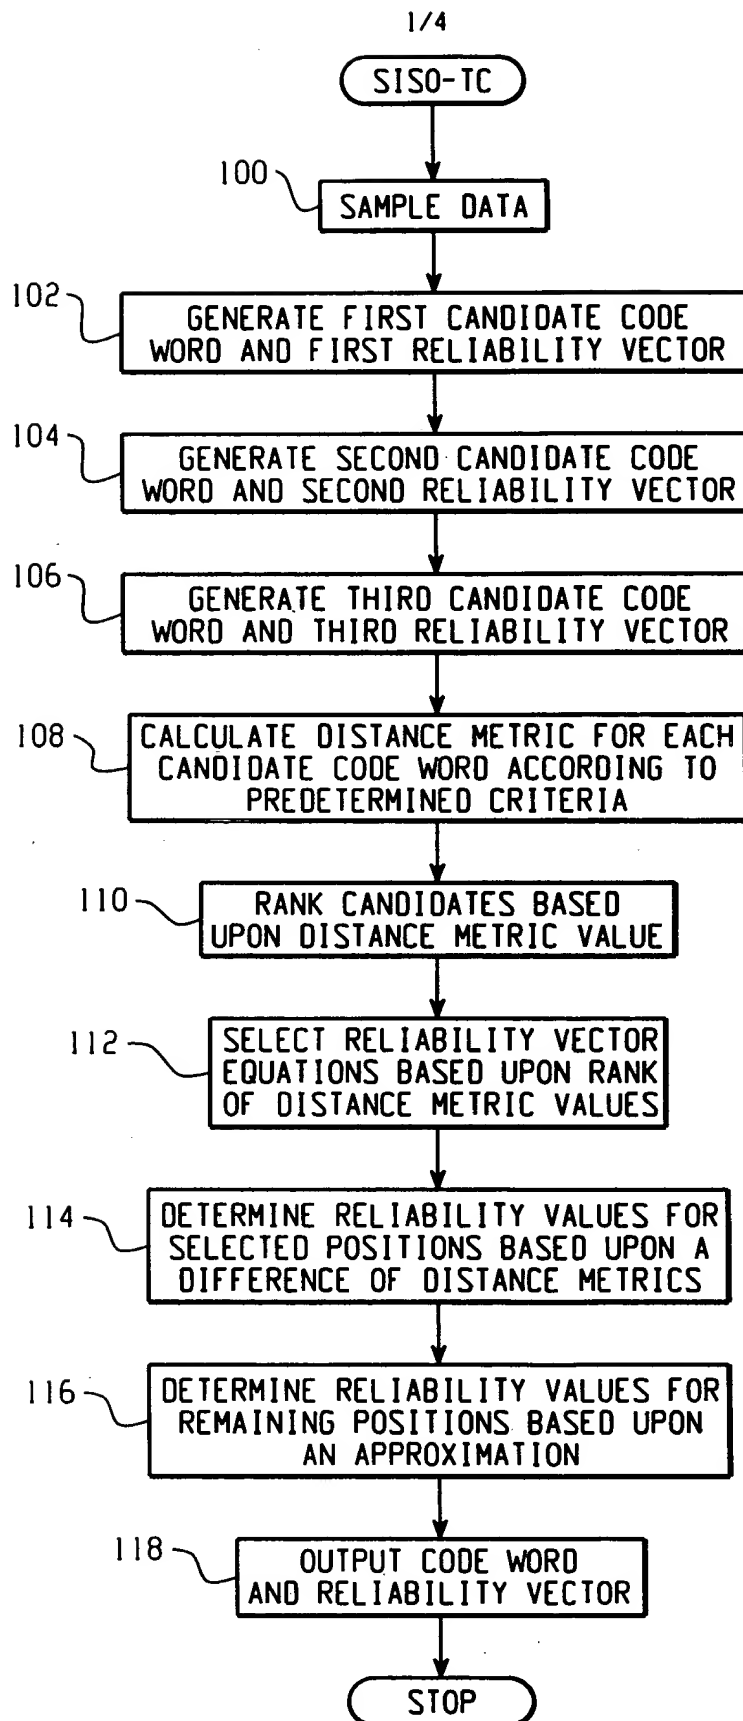 1/4
SISO-TC
100
SAMPLE DATA
102
GENERATE FIRST CANDIDATE CODE
WORD AND FIRST RELIABILITY VECTOR
104
GENERATE SECOND CANDIDATE CODE
WORD AND SECOND RELIABILITY VECTOR
106
GENERATE THIRD CANDIDATE CODE
WORD AND THIRD RELIABILITY VECTOR
108
CALCULATE DISTANCE METRIC FOR EACH
CANDIDATE CODE WORD ACCORDING TO
PREDETERMINED CRITERIA
110
RANK CANDIDATES BASED
UPON DISTANCE METRIC VALUE
112
SELECT RELIABILITY VECTOR
EQUATIONS BASED UPON RANK
OF DISTANCE METRIC VALUES
114
DETERMINE RELIABILITY VALUES FOR
SELECTED POSITIONS BASED UPON A
DIFFERENCE OF DISTANCE METRICS
116
DETERMINE RELIABILITY VALUES FOR
REMAINING POSITIONS BASED UPON
AN APPROXIMATION
118
OUTPUT CODE WORD
AND RELIABILITY VECTOR
STOP